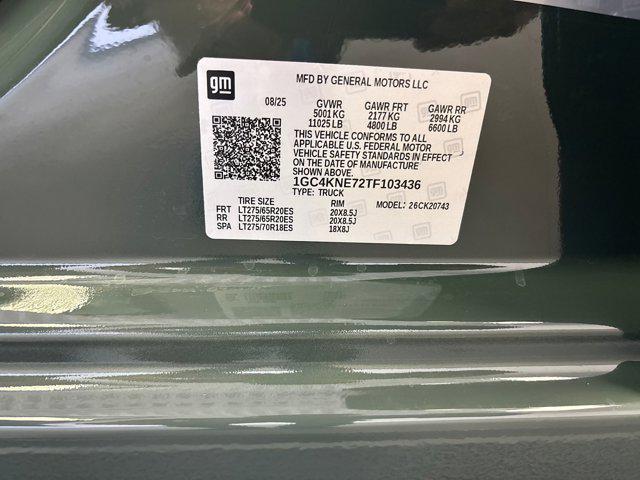 gm
MFD BY GENERAL MOTORS LLC
08/25 GVWR GAWR FRT GAWR RR
5001 KG 2177 KG 2994 KG
11025 LB 4800 LB 6600 LB
THIS VEHICLE CONFORMS TO ALL
APPLICABLE U.S. FEDERAL MOTOR
VEHICLE SAFETY STANDARDS IN EFFECT
ON THE DATE OF MANUFACTURE
SHOWN ABOVE.
1GC4KNE72TF103436
TYPE: TRUCK
TIRE SIZE RIM MODEL: 26CK20743
FRT LT275/65R20ES 20X8.5J
RR LT275/65R20ES 20X8.5J
SPA LT275/70R18ES 18X8J